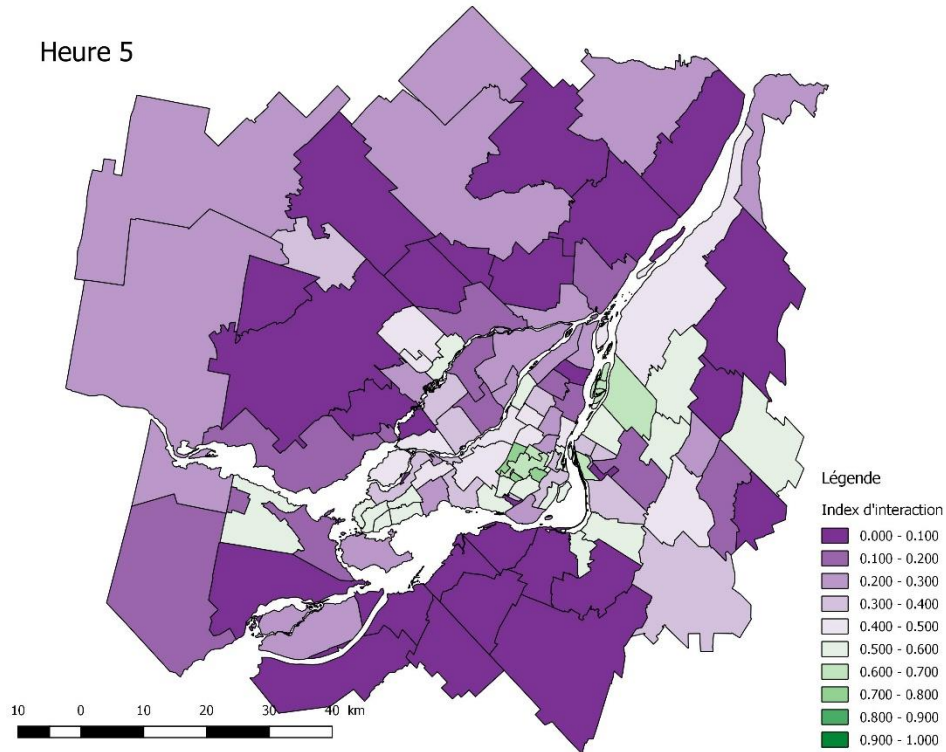 Heure 5
Légende
Index d'interaction
0.000 - 0.100
0.100 - 0.200
0.200 - 0.300
0.300 - 0.400
0.400 - 0.500
0.500 - 0.600
0.600 - 0.700
0.700 - 0.800
0.800 - 0.900
0.900 - 1.000
10 0 10 20 30 40 km